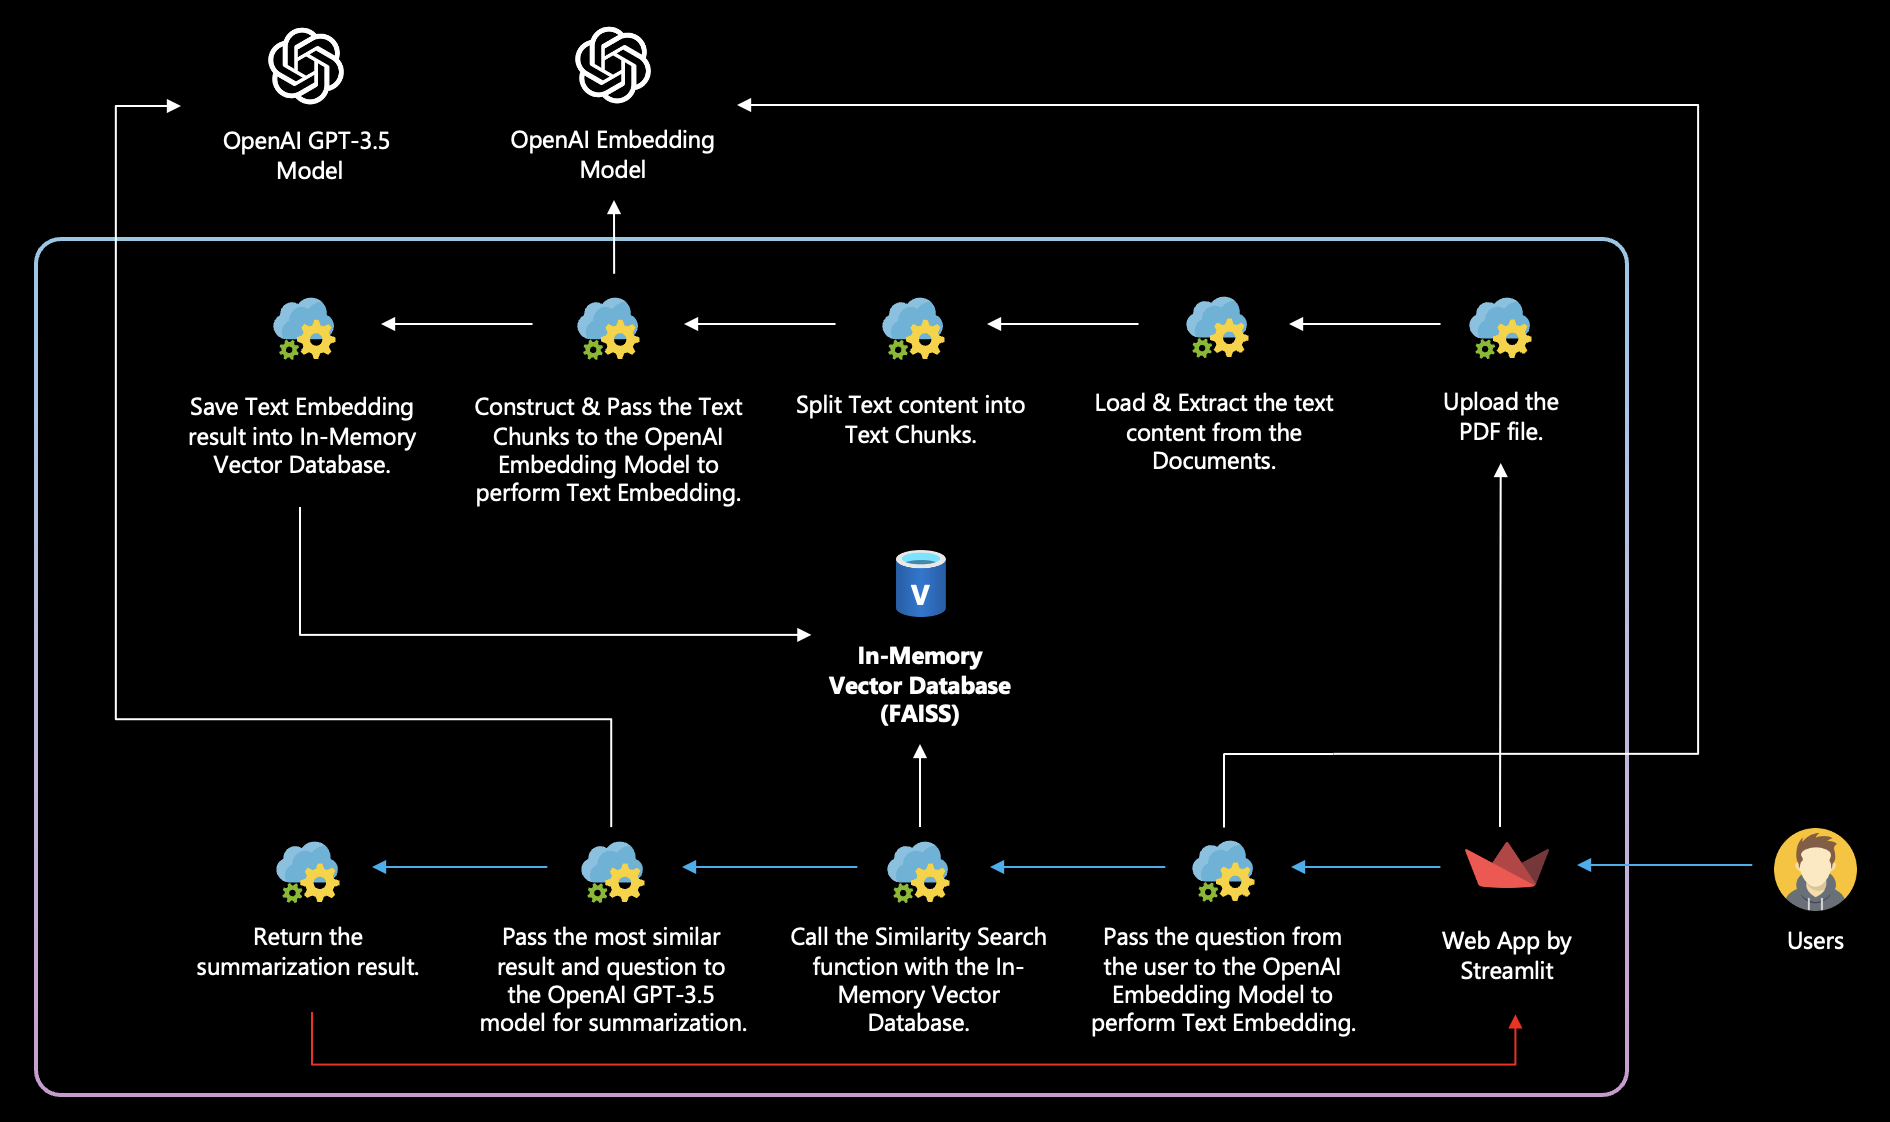 OpenAI GPT-3.5
Model
OpenAI Embedding
Model
Save Text Embedding
result into In-Memory
Vector Database.
Construct & Pass the Text
Chunks to the OpenAI
Embedding Model to
perform Text Embedding.
Split Text content into
Text Chunks.
Load & Extract the text
content from the
Documents.
Upload the
PDF file.
V
In-Memory
Vector Database
(FAISS)
Return the
summarization result.
Pass the most similar
result and question to
the OpenAI GPT-3.5
model for summarization.
Call the Similarity Search
function with the In-
Memory Vector
Database.
Pass the question from
the user to the OpenAI
Embedding Model to
perform Text Embedding.
Web App by
Streamlit
Users